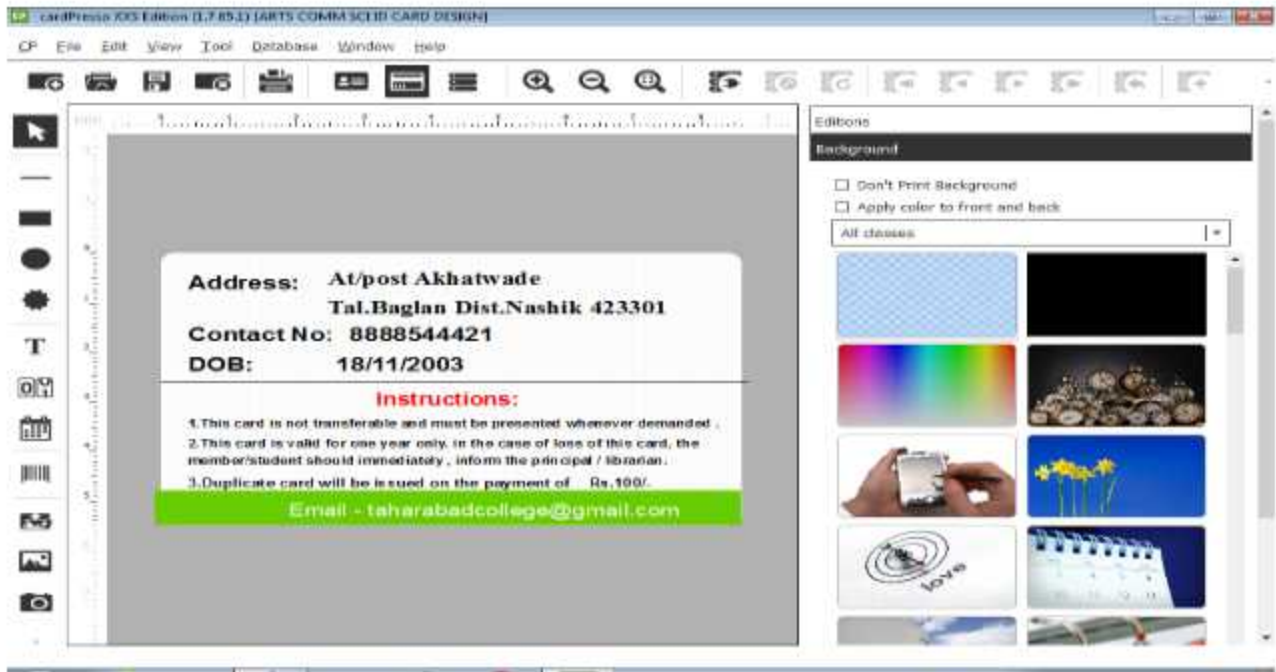 cardPresso XXS Edition (1.7.85.1) [ARTS COMM SCI ID CARD DESIGN]
CP File Edit View Tool Database Window Help
Editions
Background
Don't Print Background
Apply color to front and back
All classes
Address: At/post Akhatwade
Tal.Baglan Dist.Nashik 423301
Contact No: 8888544421
DOB: 18/11/2003
Instructions:
1.This card is not transferable and must be presented whenever demanded .
2.This card is valid for one year only. in the case of loss of this card, the
member/student should immediately , inform the principal / librarian.
3.Duplicate card will be issued on the payment of Rs.100/.
Email - taharabadcollege@gmail.com
T
love